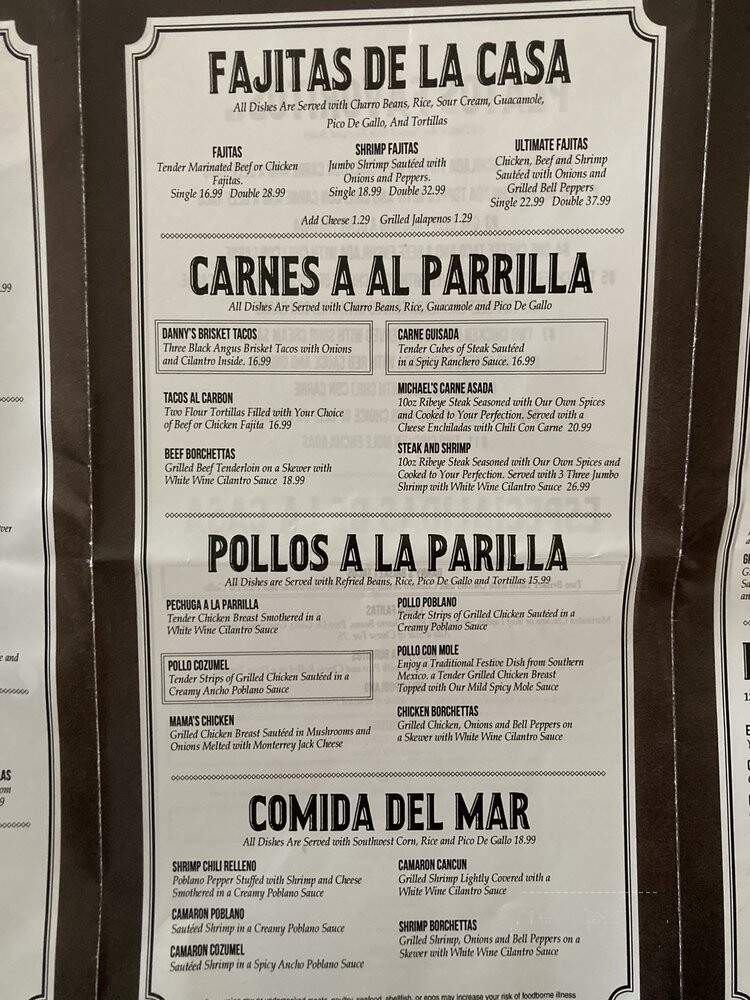 FAJITAS DE LA CASA
All Dishes Are Served with Charro Beans, Rice, Sour Cream, Guacamole,
Pico De Gallo, And Tortillas
FAJITAS
Tender Marinated Beef or Chicken
Fajitas.
Single 16.99 Double 28.99
SHRIMP FAJITAS
Jumbo Shrimp Sautéed with
Onions and Peppers.
Single 18.99 Double 32.99
ULTIMATE FAJITAS
Chicken, Beef and Shrimp
Sautéed with Onions and
Grilled Bell Peppers
Single 22.99 Double 37.99
Add Cheese 1.29 Grilled Jalapenos 1.29
CARNES A AL PARRILLA
All Dishes Are Served with Charro Beans, Rice, Guacamole and Pico De Gallo
DANNY'S BRISKET TACOS
Three Black Angus Brisket Tacos with Onions
and Cilantro Inside. 16.99
TACOS AL CARBON
Two Flour Tortillas Filled with Your Choice
of Beef or Chicken Fajita 16.99
BEEF BORCHETTAS
Grilled Beef Tenderloin on a Skewer with
White Wine Cilantro Sauce 18.99
CARNE GUISADA
Tender Cubes of Steak Sautéed
in a Spicy Ranchero Sauce. 16.99
MICHAEL'S CARNE ASADA
10oz Ribeye Steak Seasoned with Our Own Spices
and Cooked to Your Perfection. Served with a
Cheese Enchiladas with Chili Con Carne 20.99
STEAK AND SHRIMP
10oz Ribeye Steak Seasoned with Our Own Spices and
Cooked to Your Perfection. Served with 3 Three Jumbo
Shrimp with White Wine Cilantro Sauce 26.99
POLLOS A LA PARILLA
All Dishes are Served with Refried Beans, Rice, Pico De Gallo and Tortillas 15.99
PECHUGA A LA PARRILLA
Tender Chicken Breast Smothered in a
White Wine Cilantro Sauce
POLLO COZUMEL
Tender Strips of Grilled Chicken Sautéed in a
Creamy Ancho Poblano Sauce
MAMA'S CHICKEN
Grilled Chicken Breast Sautéed in Mushrooms and
Onions Melted with Monterrey Jack Cheese
POLLO POBLANO
Tender Strips of Grilled Chicken Sautéed in a
Creamy Poblano Sauce
POLLO CON MOLE
Enjoy a Traditional Festive Dish from Southern
Mexico. a Tender Grilled Chicken Breast
Topped with Our Mild Spicy Mole Sauce
CHICKEN BORCHETTAS
Grilled Chicken, Onions and Bell Peppers on
a Skewer with White Wine Cilantro Sauce
COMIDA DEL MAR
All Dishes Are Served with Southwest Corn, Rice and Pico De Gallo 18.99
SHRIMP CHILI RELLENO
Poblano Pepper Stuffed with Shrimp and Cheese
Smothered in a Creamy Poblano Sauce
CAMARON POBLANO
Sautéed Shrimp in a Creamy Poblano Sauce
CAMARON COZUMEL
Sautéed Shrimp in a Spicy Ancho Poblano Sauce
CAMARON CANCUN
Grilled Shrimp Lightly Covered with a
White Wine Cilantro Sauce
SHRIMP BORCHETTAS
Grilled Shrimp, Onions and Bell Peppers on a
Skewer with White Wine Cilantro Sauce
meats, poultry, seafood, shellfish, or eggs may increase your risk of foodborne illness